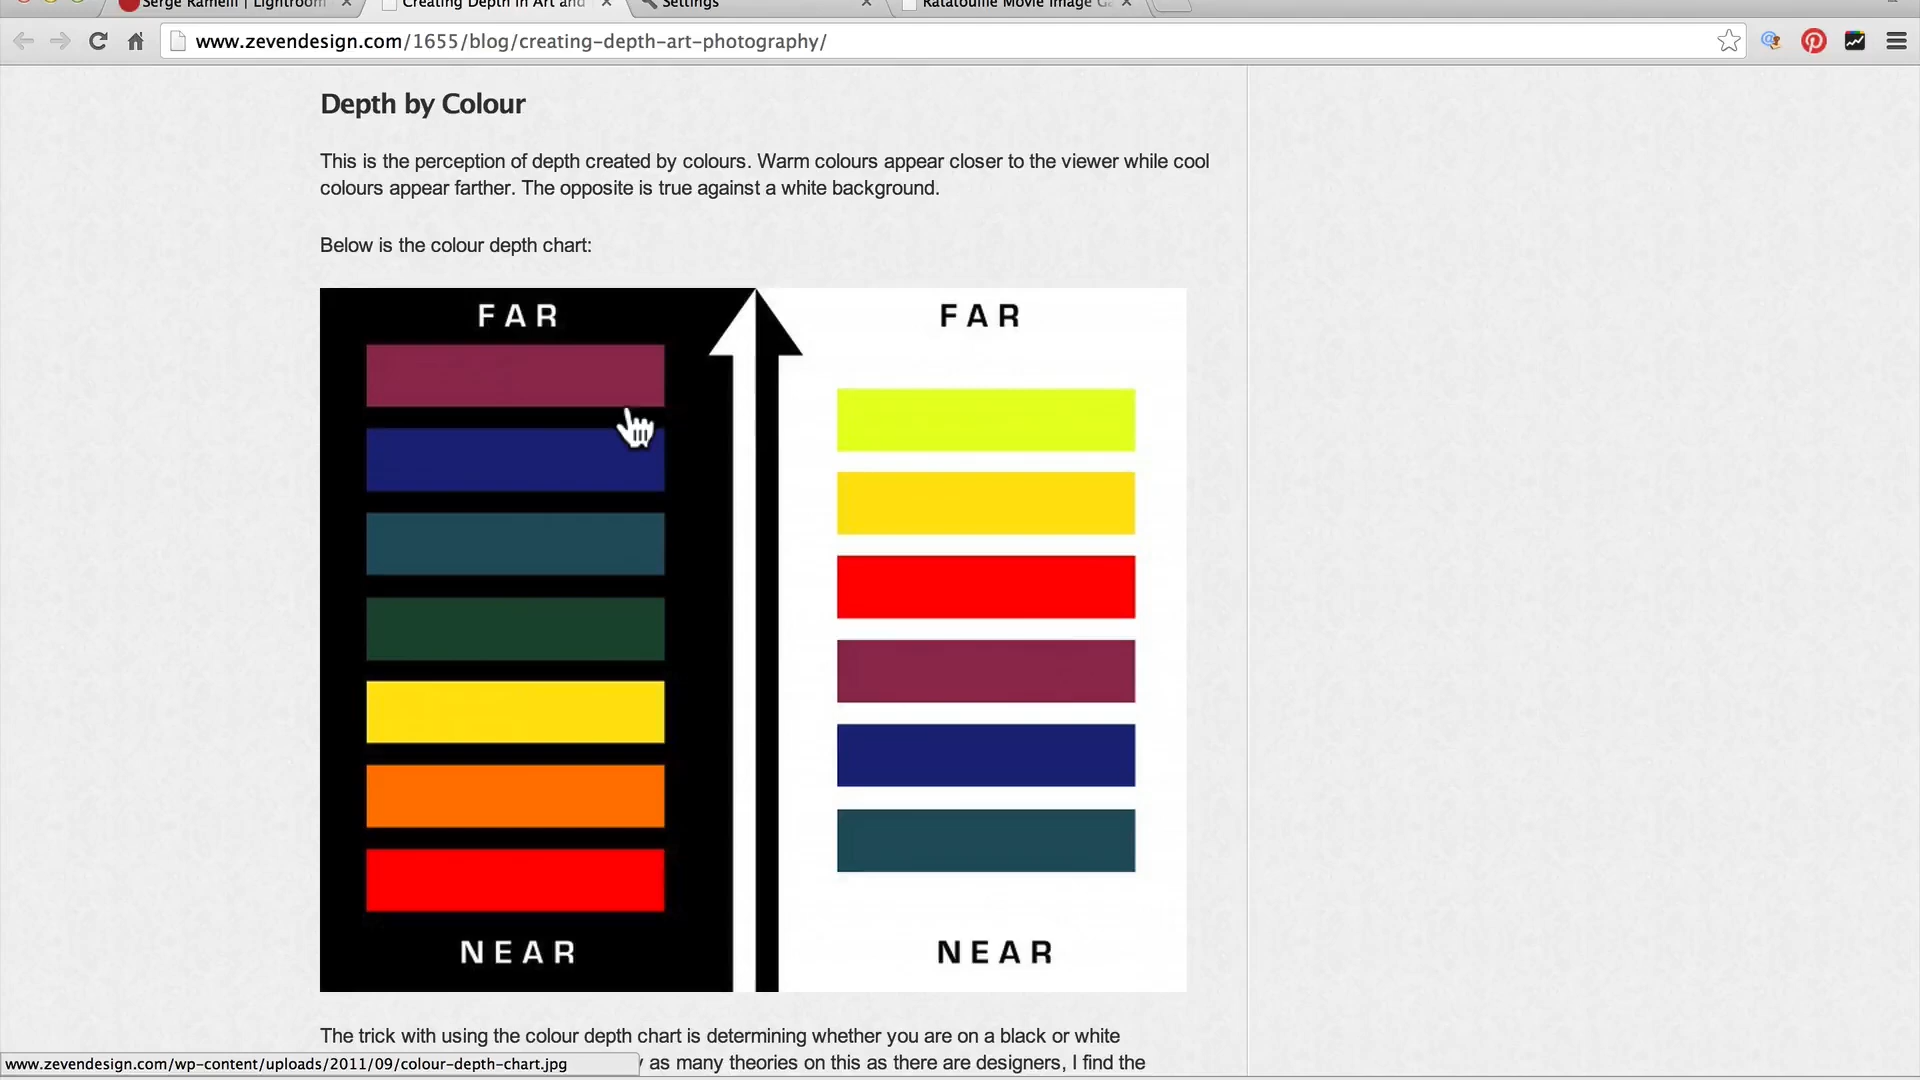 Serge Ramelli | Lightroom
Creating Depth in Art and
Settings
Ratatouille Movie Image Ga
www.zevendesign.com/1655/blog/creating-depth-art-photography/
Depth by Colour
This is the perception of depth created by colours. Warm colours appear closer to the viewer while cool
colours appear farther. The opposite is true against a white background.
Below is the colour depth chart:
FAR
FAR
NEAR
NEAR
The trick with using the colour depth chart is determining whether you are on a black or white
as many theories on this as there are designers, I find the
www.zevendesign.com/wp-content/uploads/2011/09/colour-depth-chart.jpg